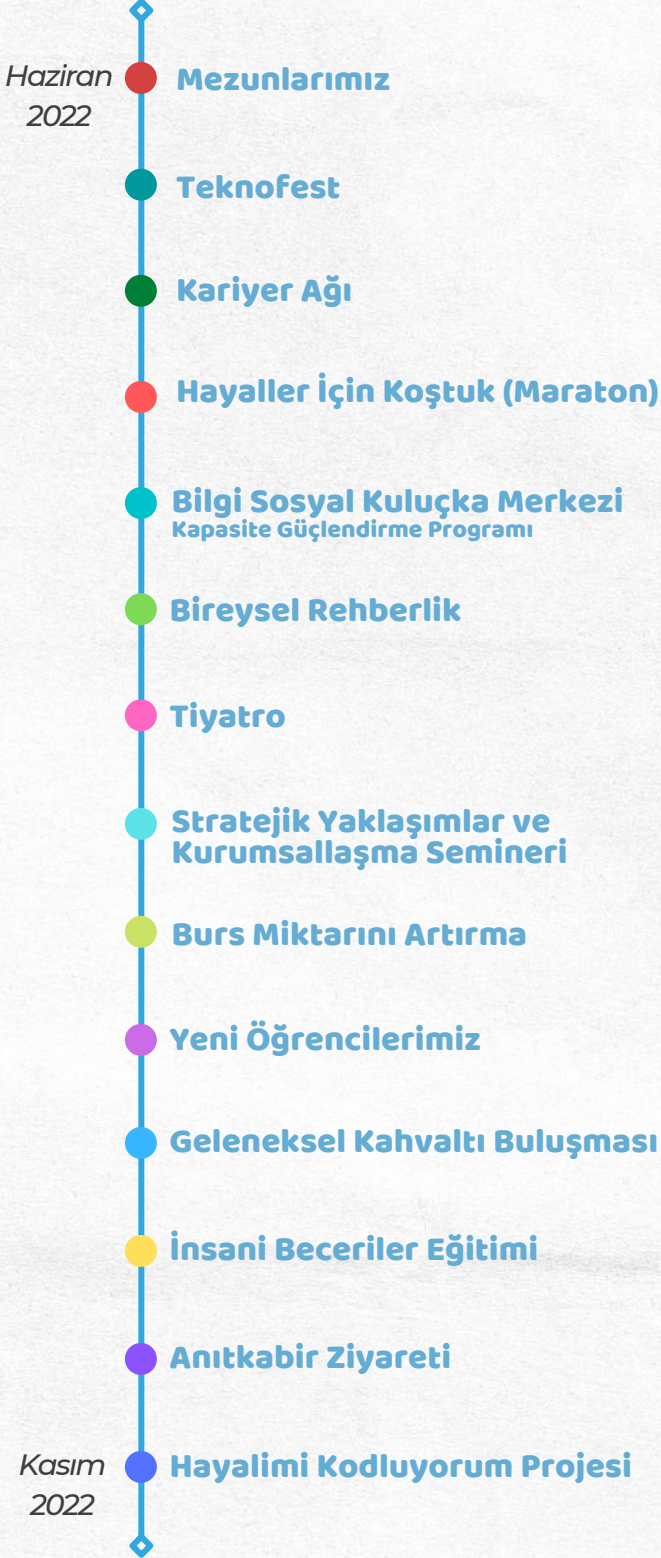 Haziran
2022
Mezunlarımız
Teknofest
Kariyer Ağı
Hayaller İçin Koştuk (Maraton)
Bilgi Sosyal Kuluçka Merkezi
Kapasite Güçlendirme Programı
Bireysel Rehberlik
Tiyatro
Stratejik Yaklaşımlar ve
Kurumsallaşma Semineri
Burs Miktarını Artırma
Yeni Öğrencilerimiz
Geleneksel Kahvaltı Buluşması
İnsani Beceriler Eğitimi
Anıtkabir Ziyareti
Kasım
2022
Hayalimi Kodluyorum Projesi